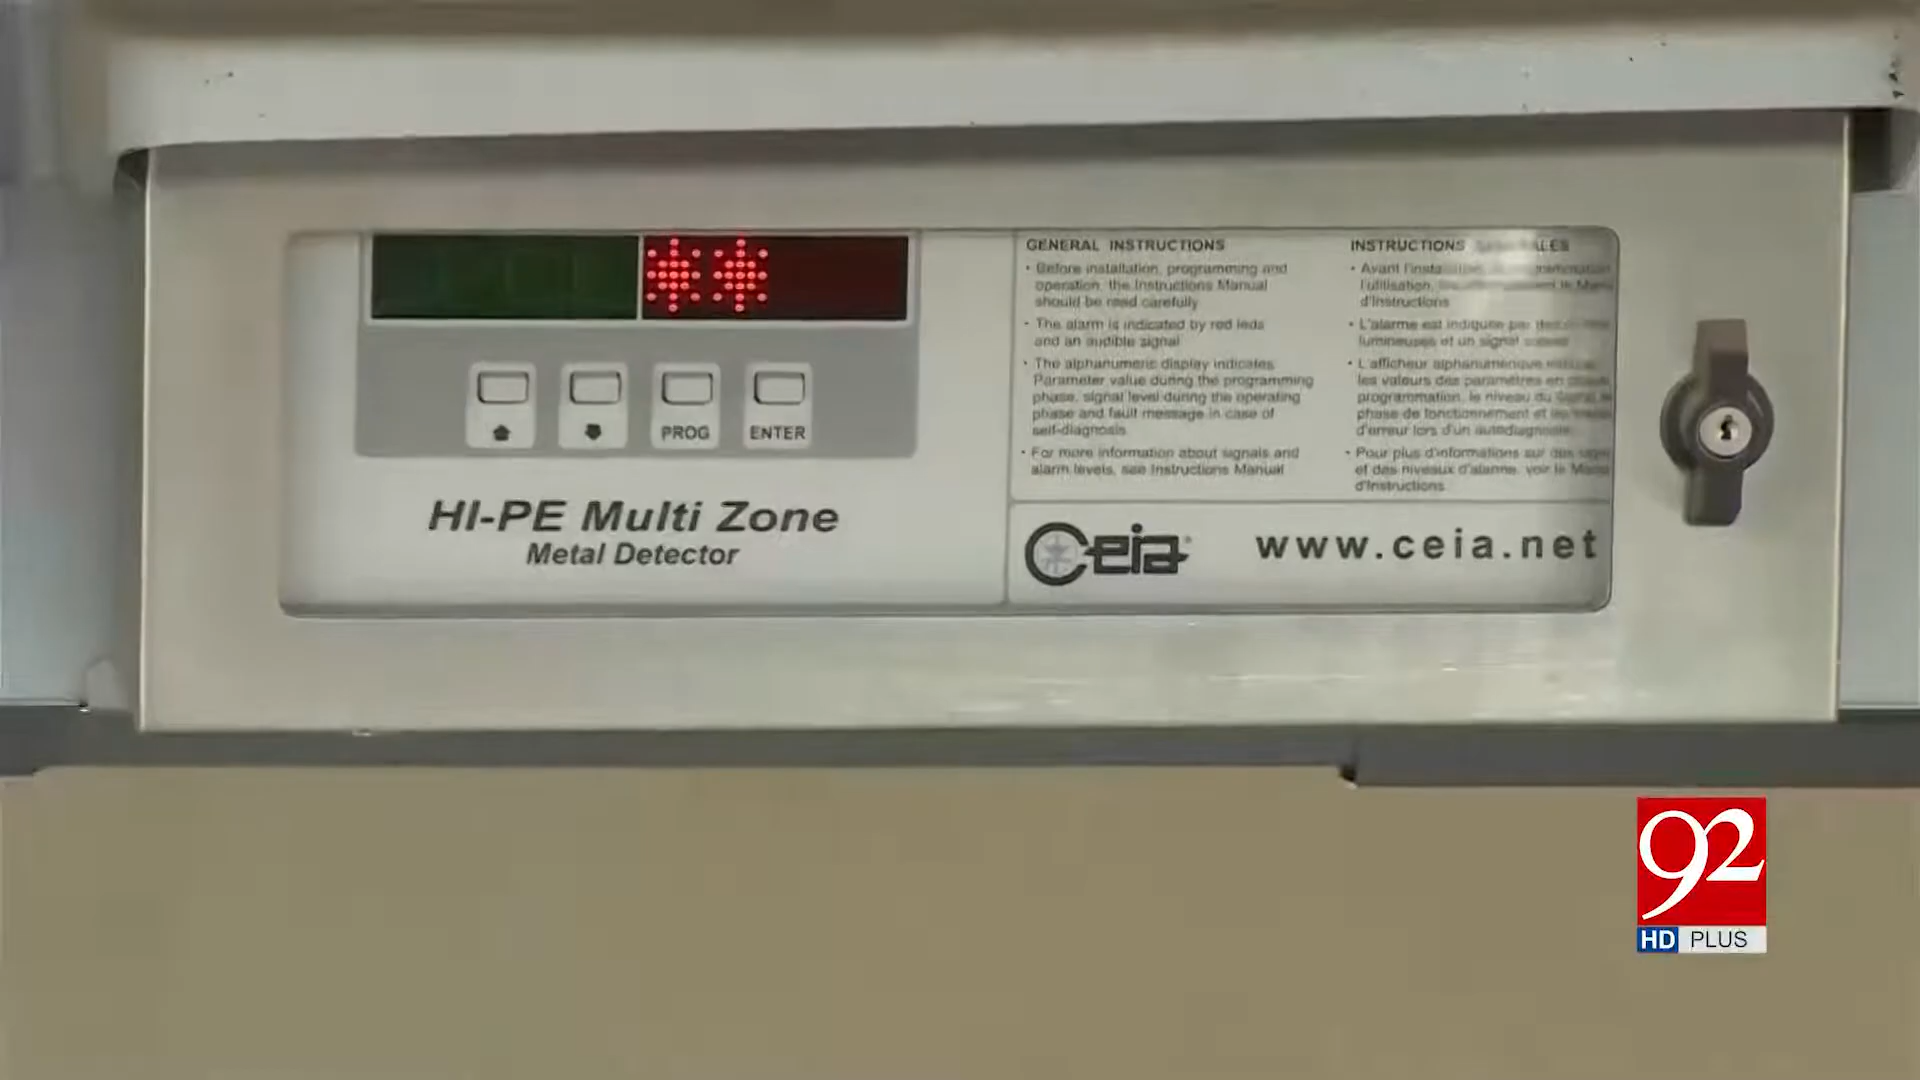 **
PROG
ENTER
HI-PE Multi Zone
Metal Detector
GENERAL INSTRUCTIONS
• Before installation, programming and
operation, the Instructions Manual
should be read carefully
• The alarm is indicated by red leds
and an audible signal
• The alphanumeric display indicates
Parameter value during the programming
phase, signal level during the operating
phase and fault message in case of
self-diagnosis
• For more information about signals and
alarm levels, see Instructions Manual
INSTRUCTIONS
• Avant
l'utilisation,
d'Instructions
• L'alarme est indiquée par
lumineuses et un signal
• L'afficheur alphanumérique
les valeurs des paramètres en
programmation, le niveau du
phase de fonctionnement et
d'erreur lors d'un autodiagnostic
• Pour plus d'informations sur
et des niveaux d'alarme, voir le
d'Instructions
Ceia
www.ceia.net
92
HD PLUS